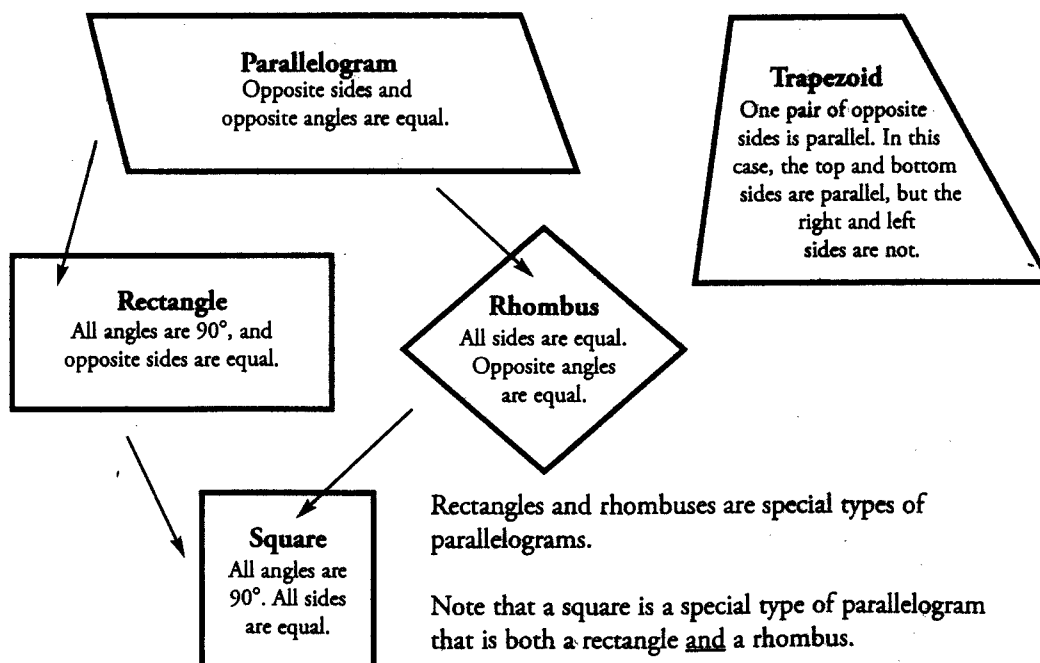 Parallelogram
Opposite sides and
opposite angles are equal.
Trapezoid
One pair of opposite
sides is parallel. In this
case, the top and bottom
sides are parallel, but the
right and left
sides are not.
Rectangle
All angles are 90°, and
opposite sides are equal.
Rhombus
All sides are equal.
Opposite angles
are equal.
Square
All angles are
90°. All sides
are equal.
Rectangles and rhombuses are special types of
parallelograms.
Note that a square is a special type of parallelogram
that is both a rectangle and a rhombus.